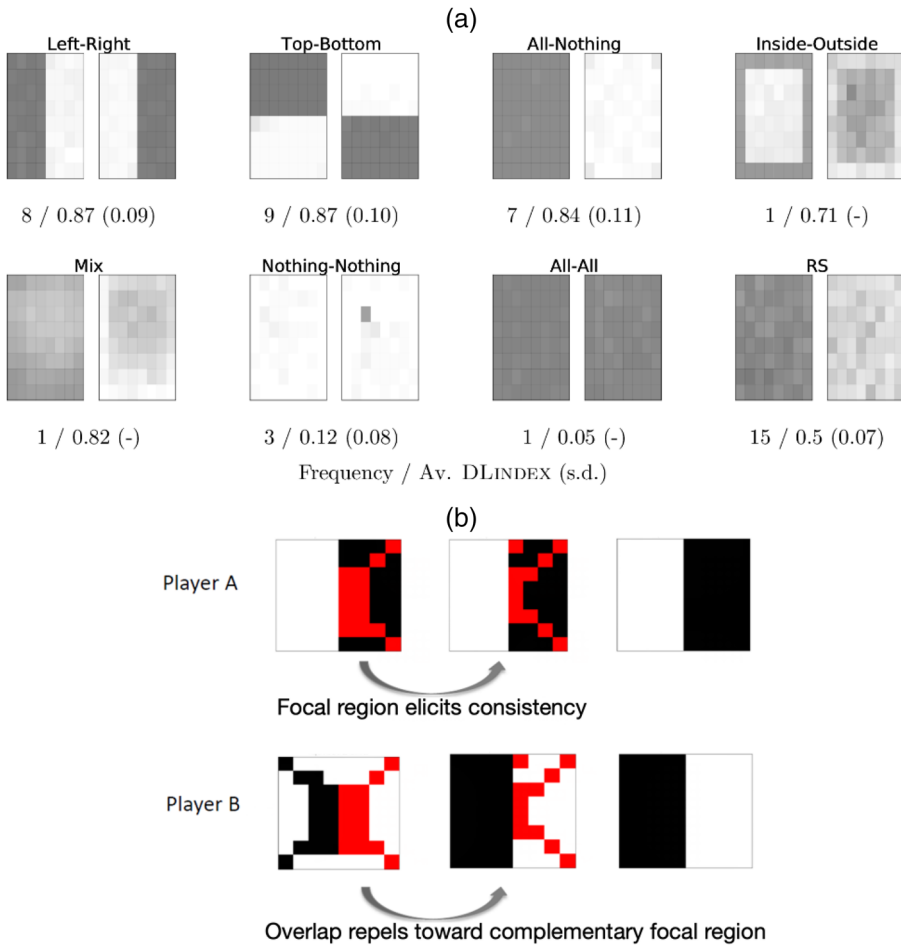 (a)
Left-Right Top-Bottom All-Nothing Inside-Outside
8 / 0.87 (0.09) 9 / 0.87 (0.10) 7 / 0.84 (0.11) 1 / 0.71 (-)
Mix Nothing-Nothing All-All RS
1 / 0.82 (-) 3 / 0.12 (0.08) 1 / 0.05 (-) 15 / 0.5 (0.07)
Frequency / Av. DLINDEX (s.d.)
(b)
Player A
Focal region elicits consistency
Player B
Overlap repels toward complementary focal region